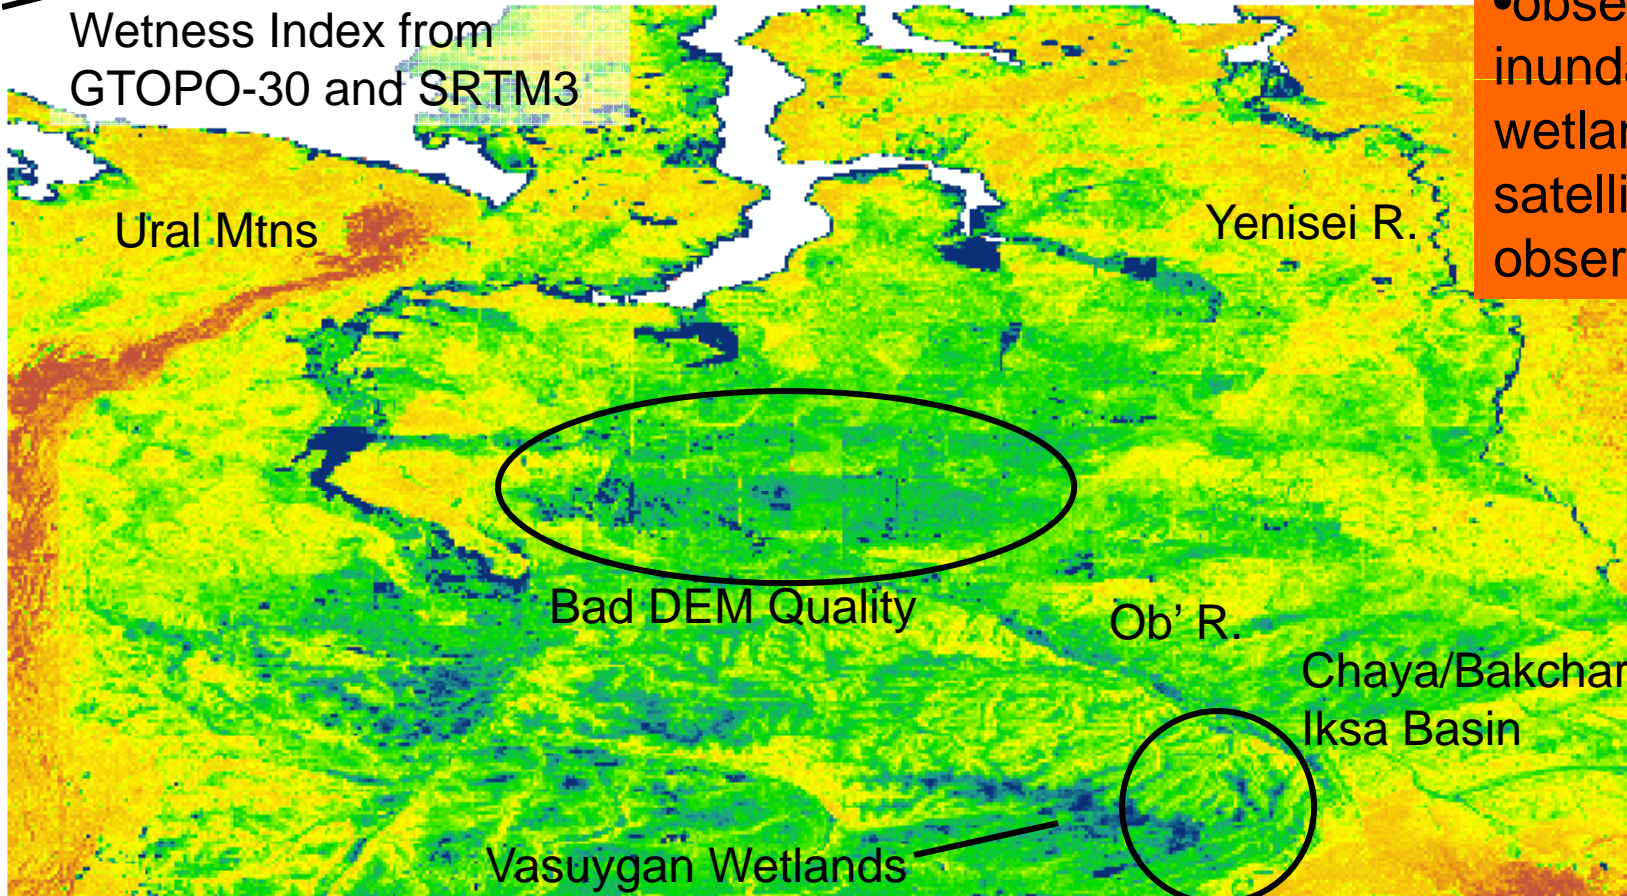 Wetness Index from
GTOPO-30 and SRTM3
Ural Mtns
Yenisei R.
Bad DEM Quality
Ob’ R.
Chaya/Bakchar
Iksa Basin
Vasuygan Wetlands